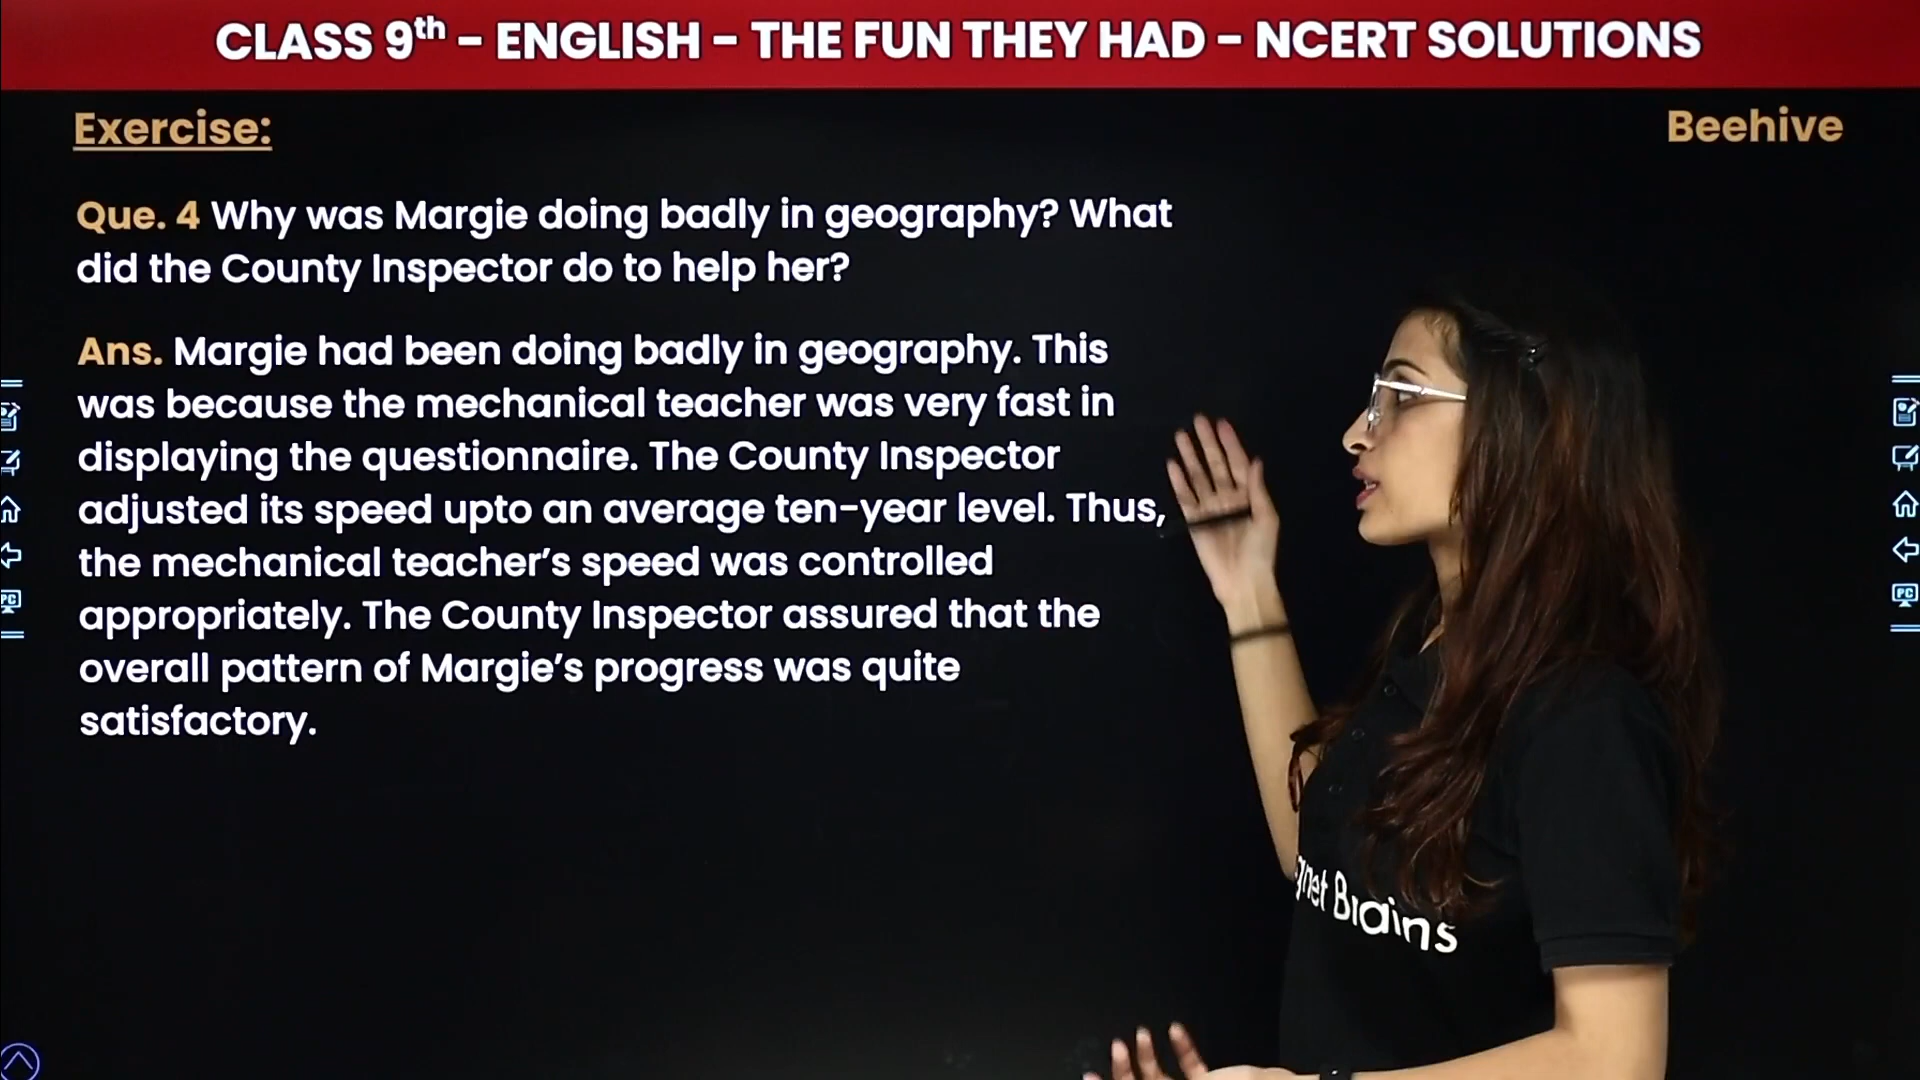 CLASS 9th - ENGLISH - THE FUN THEY HAD - NCERT SOLUTIONS
Exercise:
Beehive
Que. 4 Why was Margie doing badly in geography? What
did the County Inspector do to help her?
Ans. Margie had been doing badly in geography. This
was because the mechanical teacher was very fast in
displaying the questionnaire. The County Inspector
adjusted its speed upto an average ten-year level. Thus,
the mechanical teacher's speed was controlled
appropriately. The County Inspector assured that the
overall pattern of Margie's progress was quite
satisfactory.
PC
PC
gnet Brains